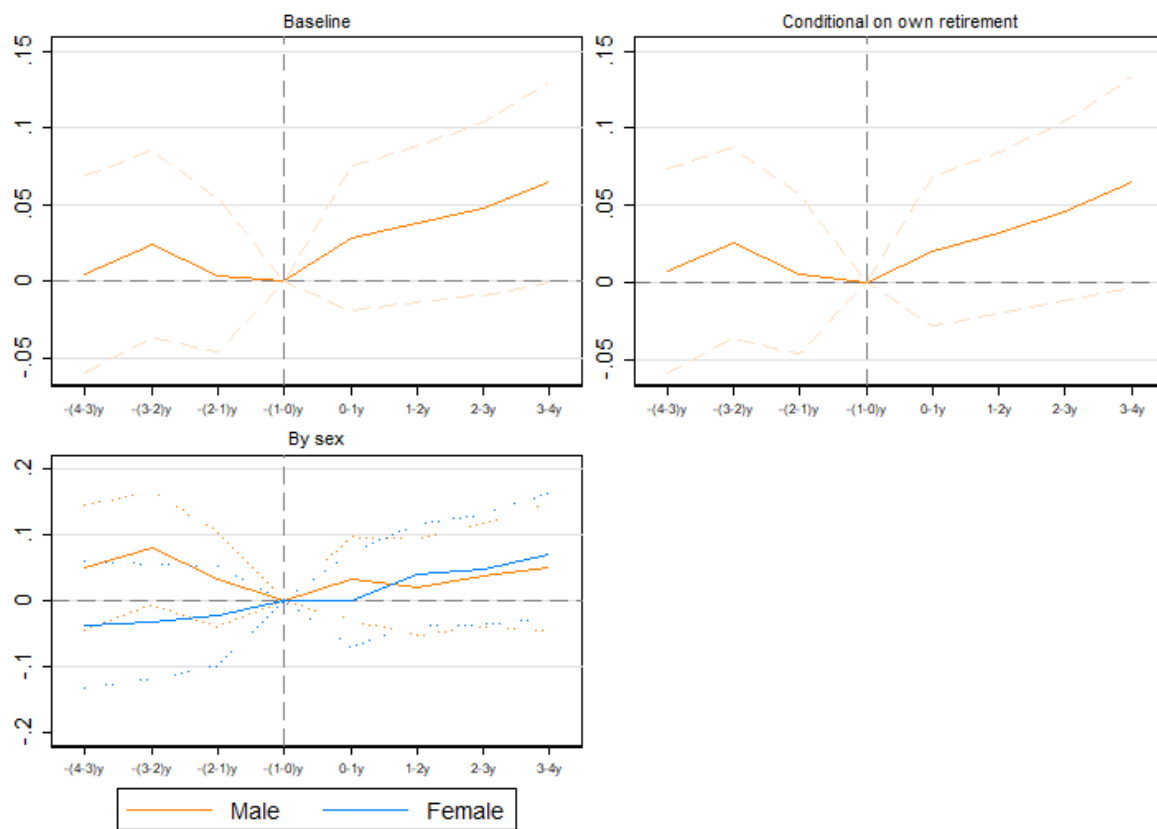 Baseline
.15
.1
.05
0
-.05
-(4-3)y -(3-2)y -(2-1)y -(1-0)y 0-1y 1-2y 2-3y 3-4y
Conditional on own retirement
.15
.1
.05
0
-.05
-(4-3)y -(3-2)y -(2-1)y -(1-0)y 0-1y 1-2y 2-3y 3-4y
By sex
.2
.1
0
-.1
-.2
-(4-3)y -(3-2)y -(2-1)y -(1-0)y 0-1y 1-2y 2-3y 3-4y
Male Female